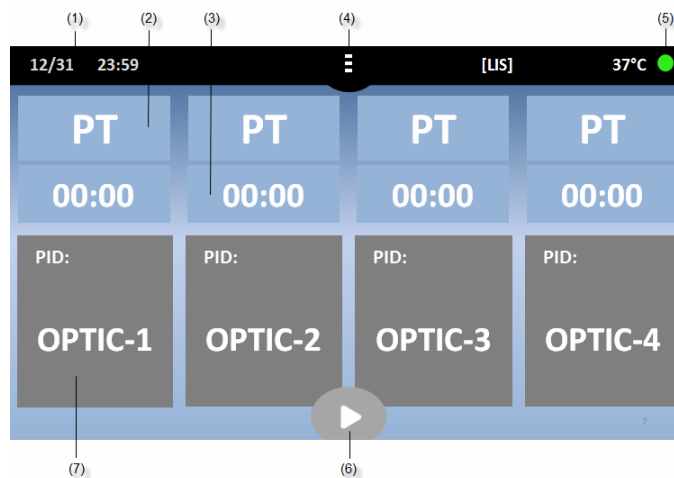 (1) (2) (3) (4) (5)
12/31 23:59 [LIS] 37°C
PT PT PT PT
00:00 00:00 00:00 00:00
PID: PID: PID: PID:
OPTIC-1 OPTIC-2 OPTIC-3 OPTIC-4
7
(7) (6)